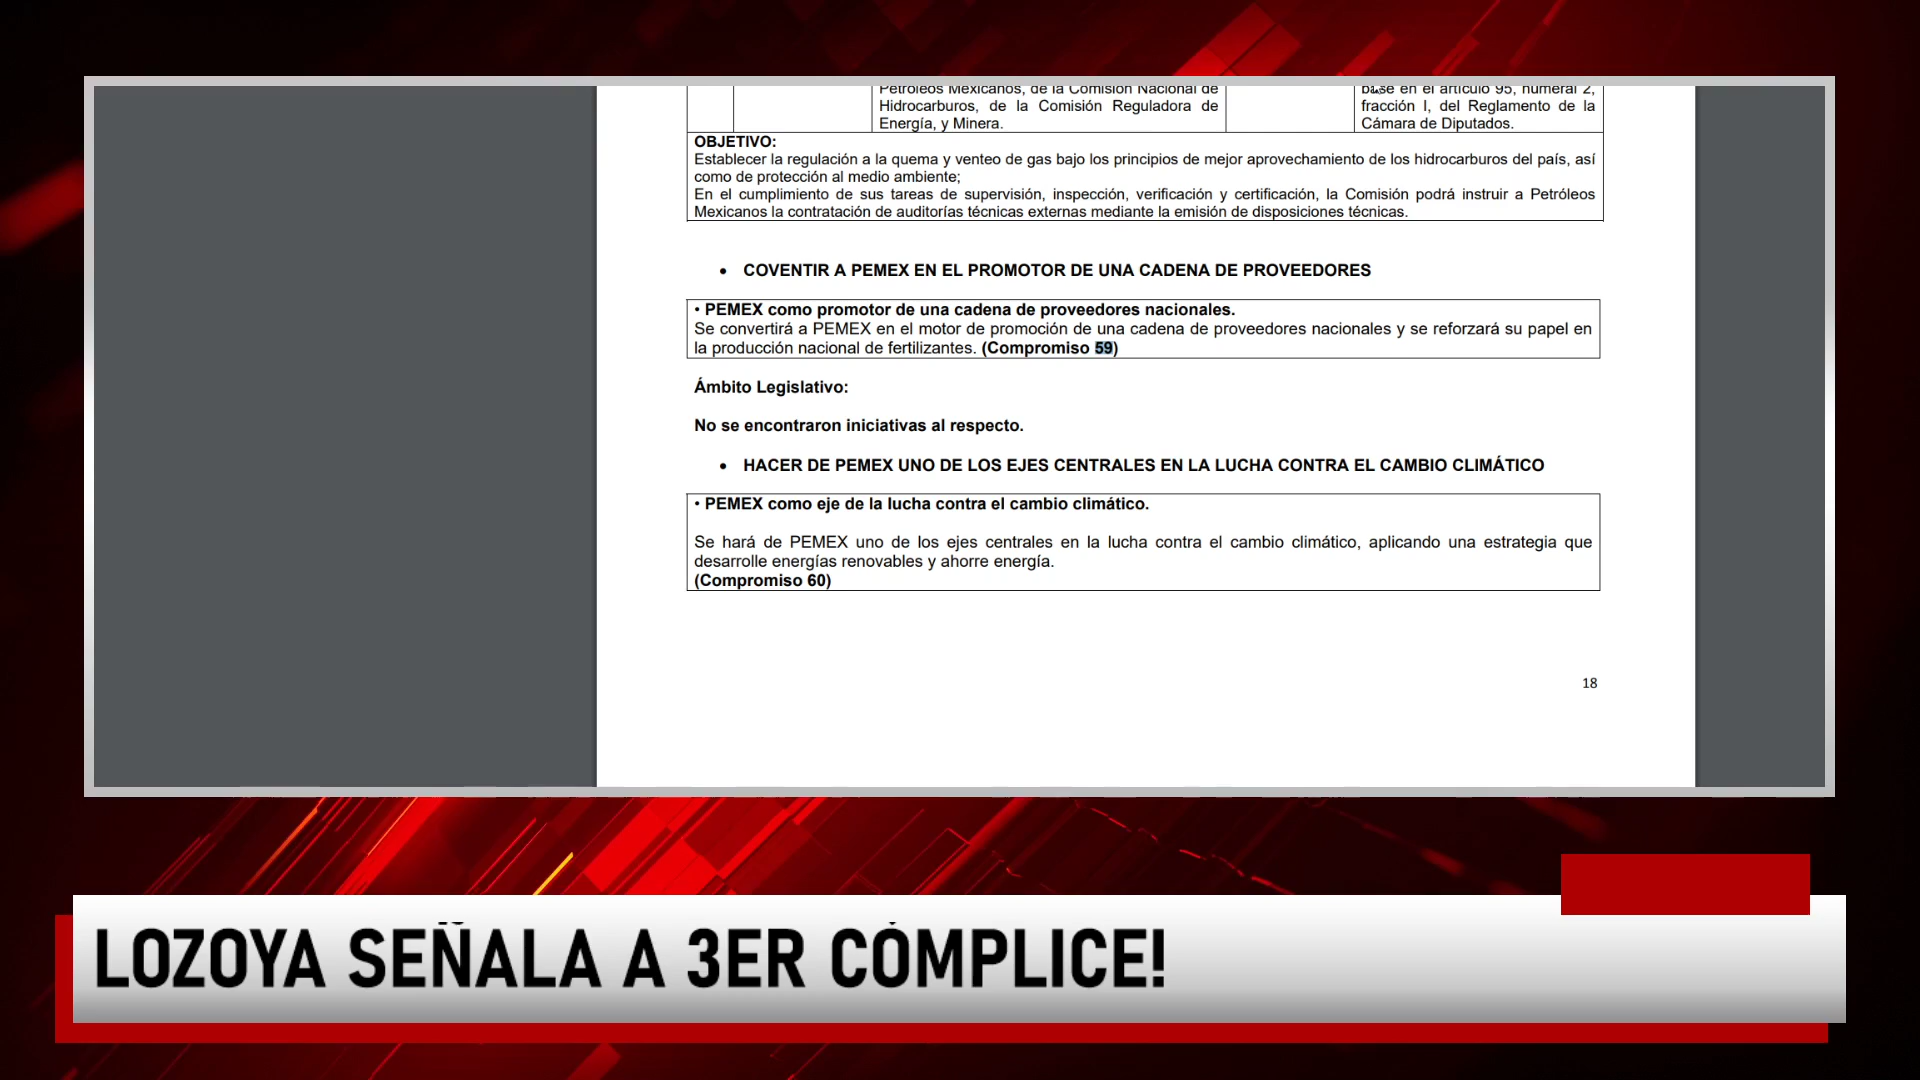 Petróleos Mexicanos, de la Comisión Nacional de
Hidrocarburos, de la Comisión Reguladora de
Energía, y Minera.
base en el artículo 95, numeral 2,
fracción I, del Reglamento de la
Cámara de Diputados.
OBJETIVO:
Establecer la regulación a la quema y venteo de gas bajo los principios de mejor aprovechamiento de los hidrocarburos del país, así
como de protección al medio ambiente;
En el cumplimiento de sus tareas de supervisión, inspección, verificación y certificación, la Comisión podrá instruir a Petróleos
Mexicanos la contratación de auditorías técnicas externas mediante la emisión de disposiciones técnicas.
• COVENTIR A PEMEX EN EL PROMOTOR DE UNA CADENA DE PROVEEDORES
• PEMEX como promotor de una cadena de proveedores nacionales.
Se convertirá a PEMEX en el motor de promoción de una cadena de proveedores nacionales y se reforzará su papel en
la producción nacional de fertilizantes. (Compromiso 59)
Ámbito Legislativo:
No se encontraron iniciativas al respecto.
• HACER DE PEMEX UNO DE LOS EJES CENTRALES EN LA LUCHA CONTRA EL CAMBIO CLIMÁTICO
• PEMEX como eje de la lucha contra el cambio climático.
Se hará de PEMEX uno de los ejes centrales en la lucha contra el cambio climático, aplicando una estrategia que
desarrolle energías renovables y ahorre energía.
(Compromiso 60)
18
LOZOYA SEÑALA A 3ER CÓMPLICE!